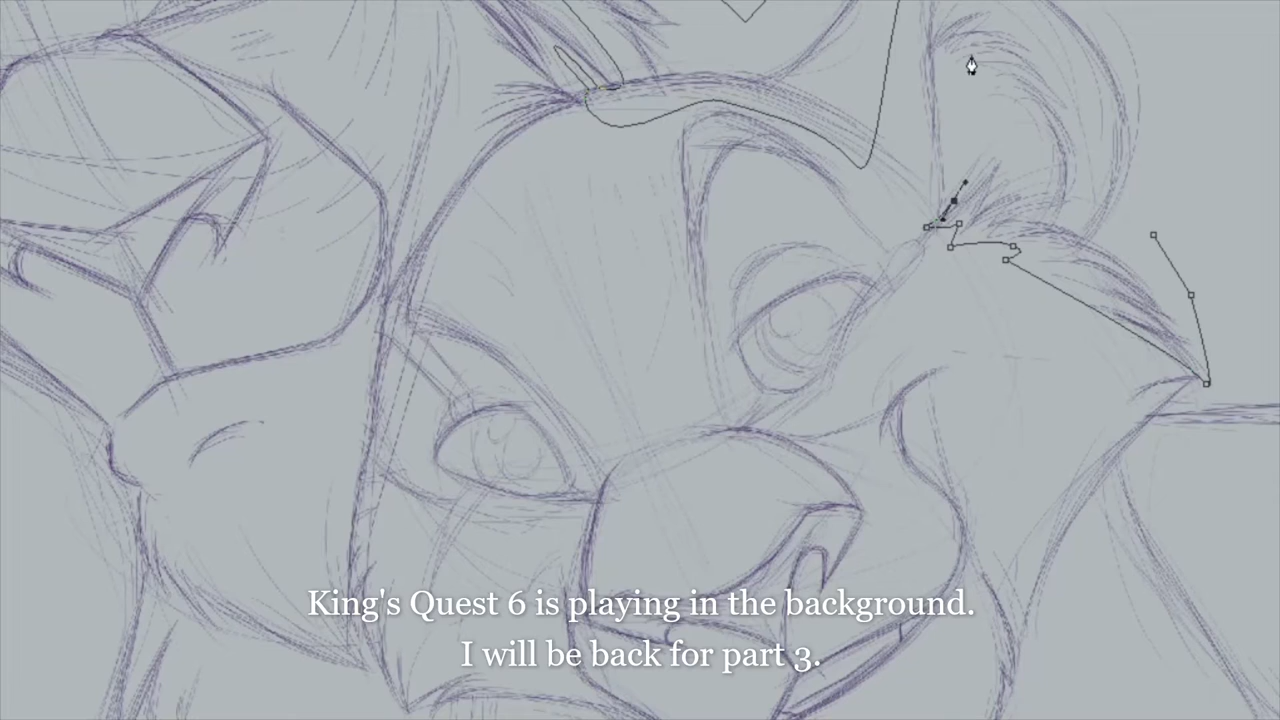 King's Quest 6 is playing in the background.
I will be back for part 3.